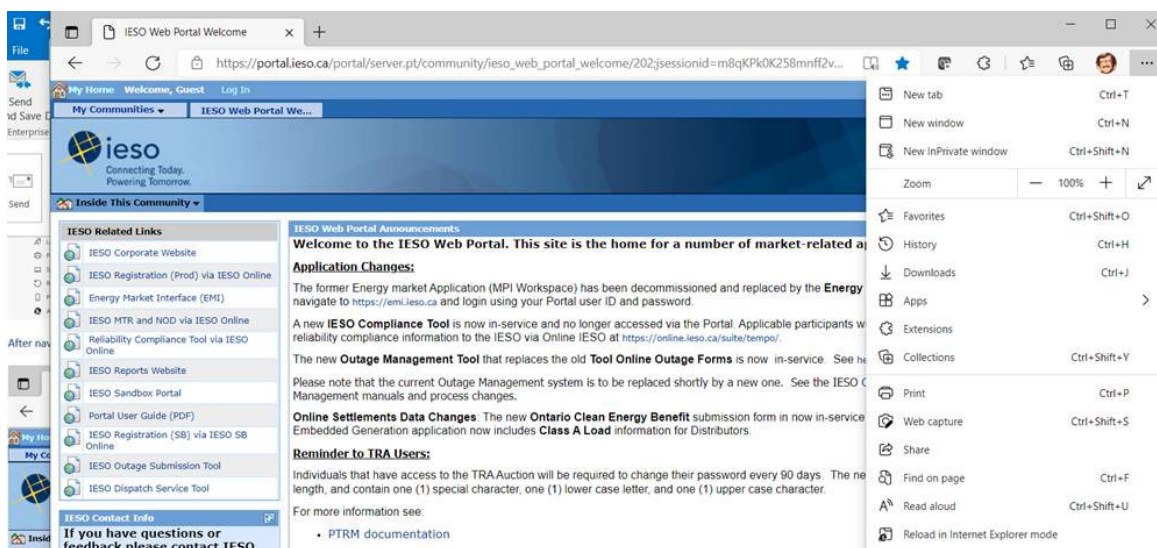 File
IESO Web Portal Welcome
https://portal.ieso.ca/portal/server.pt/community/ieso_web_portal_welcome/202;jsessionid=m8qKPk0K258mnff2v...
Send
Enterprise
Send
After nav
My Home Welcome, Guest Log In
My Communities IESO Web Portal We...
ieso
Connecting Today.
Powering Tomorrow.
Inside This Community
IESO Related Links
IESO Corporate Website
IESO Registration (Prod) via IESO Online
Energy Market Interface (EMI)
IESO MTR and NOD via IESO Online
Reliability Compliance Tool via IESO
Online
IESO Reports Website
IESO Sandbox Portal
Portal User Guide (PDF)
IESO Registration (SB) via IESO SB
Online
IESO Outage Submission Tool
IESO Dispatch Service Tool
IESO Contact Info
If you have questions or
feedback please contact IESO
IESO Web Portal Announcements
Welcome to the IESO Web Portal. This site is the home for a number of market-related a
Application Changes:
The former Energy market Application (MPI Workspace) has been decommissioned and replaced by the Energy
navigate to https://emi.ieso.ca and login using your Portal user ID and password.
A new IESO Compliance Tool is now in-service and no longer accessed via the Portal. Applicable participants w
reliability compliance information to the IESO via Online IESO at https://online.ieso.ca/suite/tempo/.
The new Outage Management Tool that replaces the old Tool Online Outage Forms is now in-service. See he
Please note that the current Outage Management system is to be replaced shortly by a new one. See the IESO
Management manuals and process changes.
Online Settlements Data Changes: The new Ontario Clean Energy Benefit submission form in now in-service
Embedded Generation application now includes Class A Load information for Distributors.
Reminder to TRA Users:
Individuals that have access to the TRA Auction will be required to change their password every 90 days. The ne
length, and contain one (1) special character, one (1) lower case letter, and one (1) upper case character.
For more information see:
• PTRM documentation
New tab Ctrl+T
New window Ctrl+N
New InPrivate window Ctrl+Shift+N
Zoom — 100% +
Favorites Ctrl+Shift+O
History Ctrl+H
Downloads Ctrl+J
Apps
Extensions
Collections Ctrl+Shift+Y
Print Ctrl+P
Web capture Ctrl+Shift+S
Share
Find on page Ctrl+F
Read aloud Ctrl+Shift+U
Reload in Internet Explorer mode